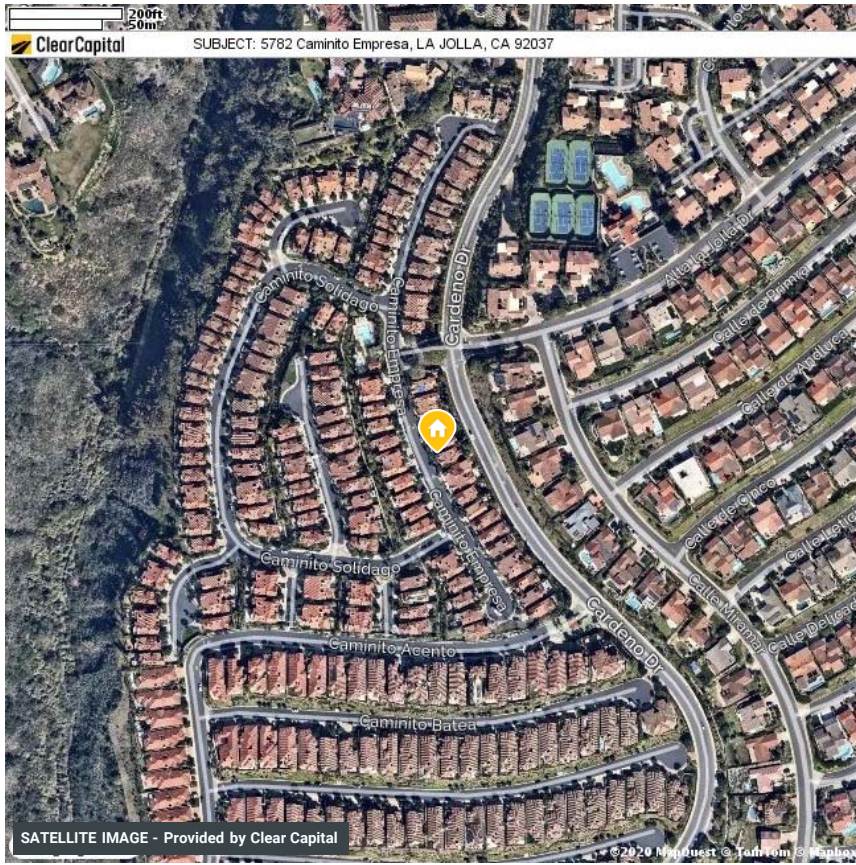 200ft
50m
ClearCapital
SUBJECT: 5782 Caminito Empresa, LA JOLLA, CA 92037
Cardeno Dr
Alta la Jolla Dr
Caminito Solidago
Caminito Empresa
Calle de Primra
Calle de Andluca
Calle de Cinco
Caminito Empresa
Caminito Solidago
Calle Miramar
Calle Delicada
Cardeno Dr
Caminito Acento
Caminito Batea
SATELLITE IMAGE - Provided by Clear Capital
©2020 MapQuest © TomTom © Mapbox